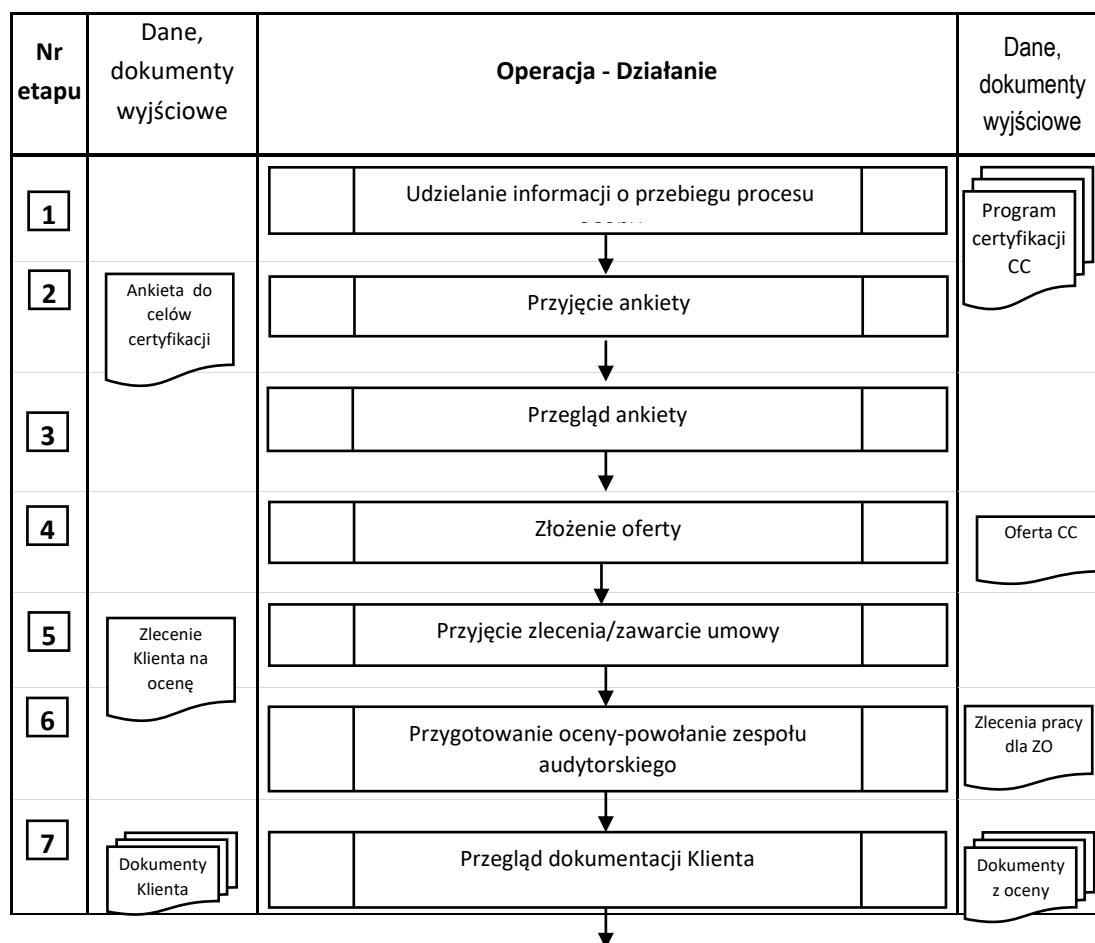 Nr
etapu
Dane,
dokumenty
wyjściowe
Operacja - Działanie
Dane,
dokumenty
wyjściowe
1
Udzielanie informacji o przebiegu procesu
Program
certyfikacji
CC
2
Ankieta do
celów
certyfikacji
Przyjęcie ankiety
3
Przegląd ankiety
4
Złożenie oferty
Oferta CC
5
Zlecenie
Klienta na
ocenę
Przyjęcie zlecenia/zawarcie umowy
6
Przygotowanie oceny-powołanie zespołu
audytorskiego
Zlecenia pracy
dla ZO
7
Dokumenty
Klienta
Przegląd dokumentacji Klienta
Dokumenty
z oceny